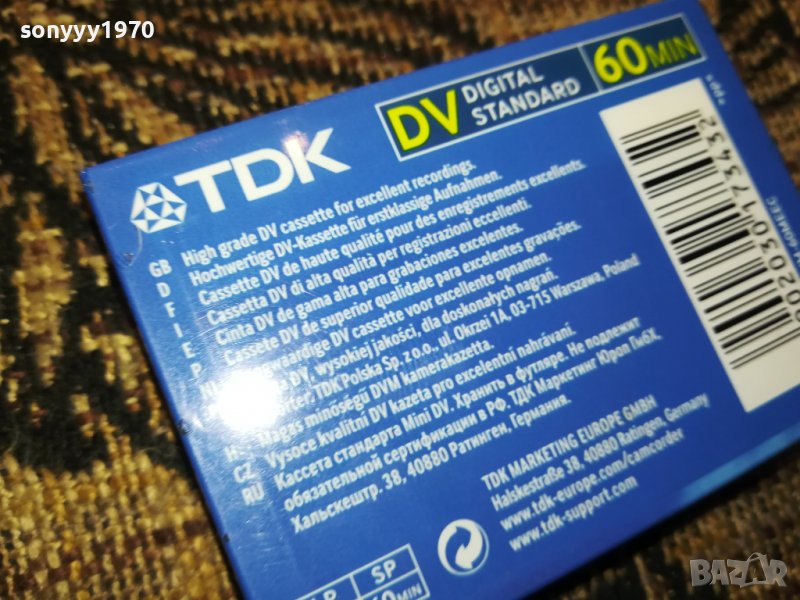 sonyyy1970
TDK
DV DIGITAL STANDARD 60MIN
GB High grade DV cassette for excellent recordings.
D Hochwertige DV-Kassette für erstklassige Aufnahmen.
F Cassette DV de haute qualité pour des enregistrements excellents.
I Cassetta DV di alta qualità per registrazioni eccellenti.
E Cinta DV de gama alta para grabaciones excelentes.
P Cassete DV de superior qualidade para excelentes gravações.
DV cassette voor excellente opnamen.
DV, wysokiej jakości, dla doskonałych nagrań.
TDK Polska Sp. z o.o., ul. Okrzei 1A, 03-715 Warszawa, Poland
H Magas minőségű DVM kamerakazetta.
CZ Vysoce kvalitní DV kazeta pro excelentní nahrávání.
RU Кассета стандарта Mini DV. Хранить в футляре. Не подлежит
обязательной сертификации в РФ. ТДК Маркетинг Юроп ГмбХ,
Хальскештр. 38, 40880 Ратинген, Германия.
TDK MARKETING EUROPE GMBH
Halskestraße 38, 40880 Ratingen, Germany
www.tdk-europe.com/camcorder
www.tdk-support.com
SP
60MIN
BAZAR